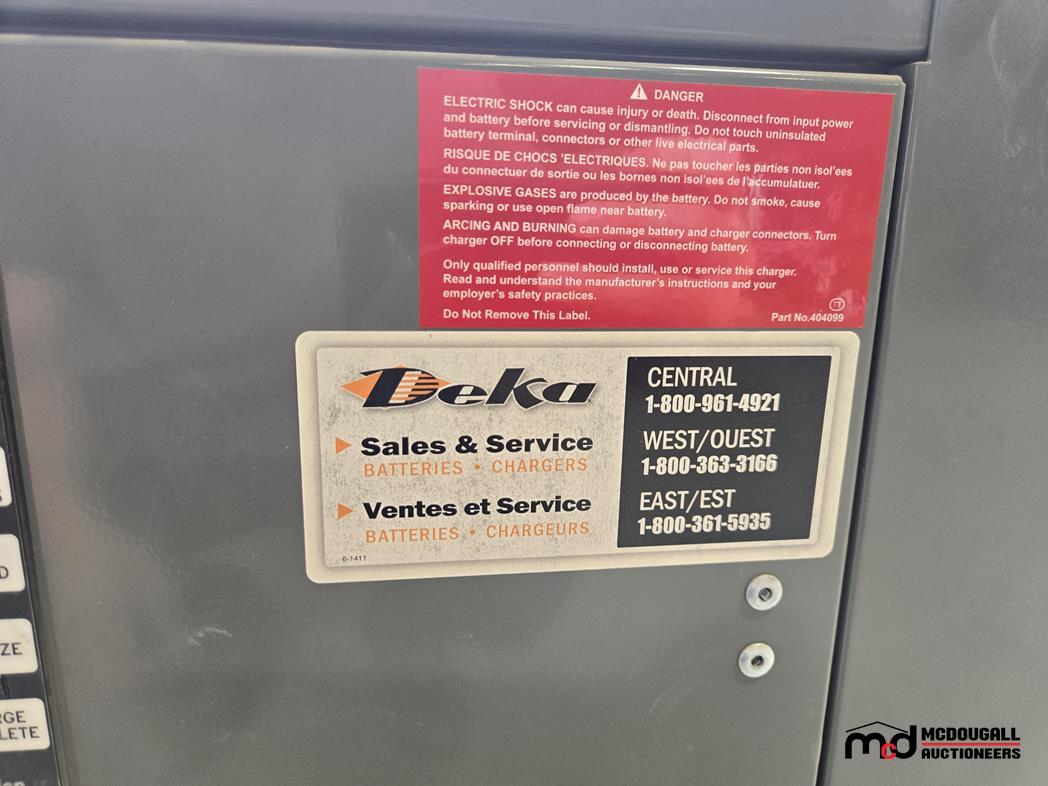 DANGER
ELECTRIC SHOCK can cause injury or death. Disconnect from input power
and battery before servicing or dismantling. Do not touch uninsulated
battery terminal, connectors or other live electrical parts.
RISQUE DE CHOCS 'ELECTRIQUES. Ne pas toucher les parties non isol'ees
du connectuer de sortie ou les bornes non isol'ees de l'accumulatuer.
EXPLOSIVE GASES are produced by the battery. Do not smoke, cause
sparking or use open flame near battery.
ARCING AND BURNING can damage battery and charger connectors. Turn
charger OFF before connecting or disconnecting battery.
Only qualified personnel should install, use or service this charger.
Read and understand the manufacturer's instructions and your
employer's safety practices.
Do Not Remove This Label.
Part No.404099
Deka
Sales & Service
BATTERIES • CHARGERS
Ventes et Service
BATTERIES • CHARGEURS
6-1411
CENTRAL
1-800-961-4921
WEST/OUEST
1-800-363-3166
EAST/EST
1-800-361-5935
D
ZE
RGE
LETE
mcd MCDOUGALL
AUCTIONEERS